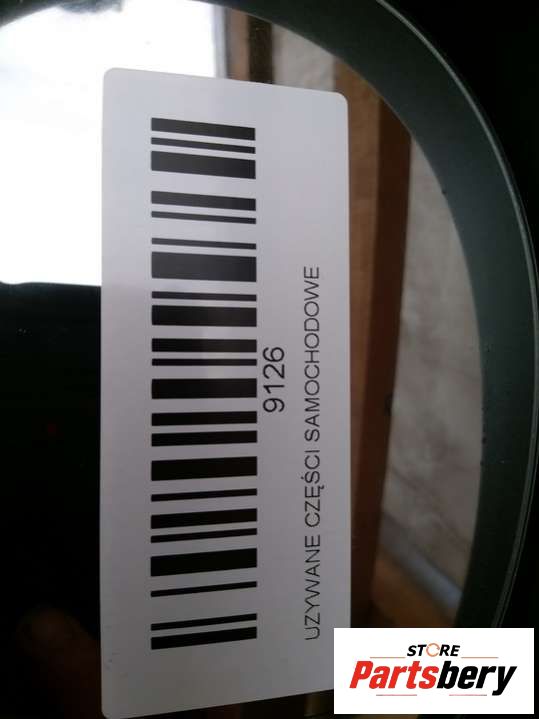 9126
UZYWANE CZĘŚCI SAMOCHODOWE
STORE
Partsbery